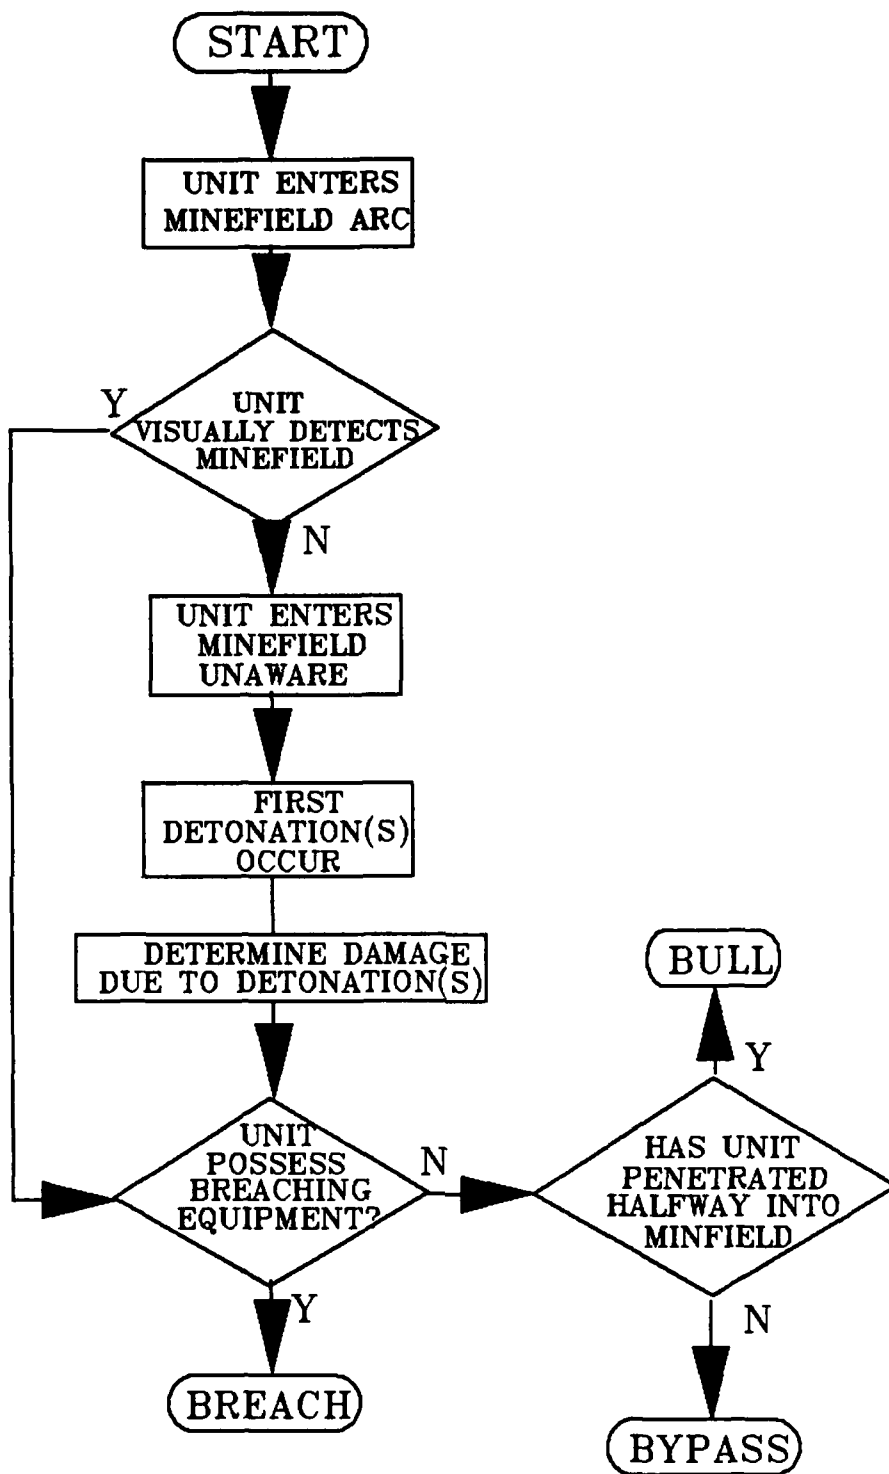 START
UNIT ENTERS
MINEFIELD ARC
Y
UNIT
VISUALLY DETECTS
MINEFIELD
N
UNIT ENTERS
MINEFIELD
UNAWARE
FIRST
DETONATION(S)
OCCUR
DETERMINE DAMAGE
DUE TO DETONATION(S)
UNIT
POSSESS
BREACHING
EQUIPMENT?
N
Y
BREACH
BULL
Y
HAS UNIT
PENETRATED
HALFWAY INTO
MINFIELD
N
BYPASS